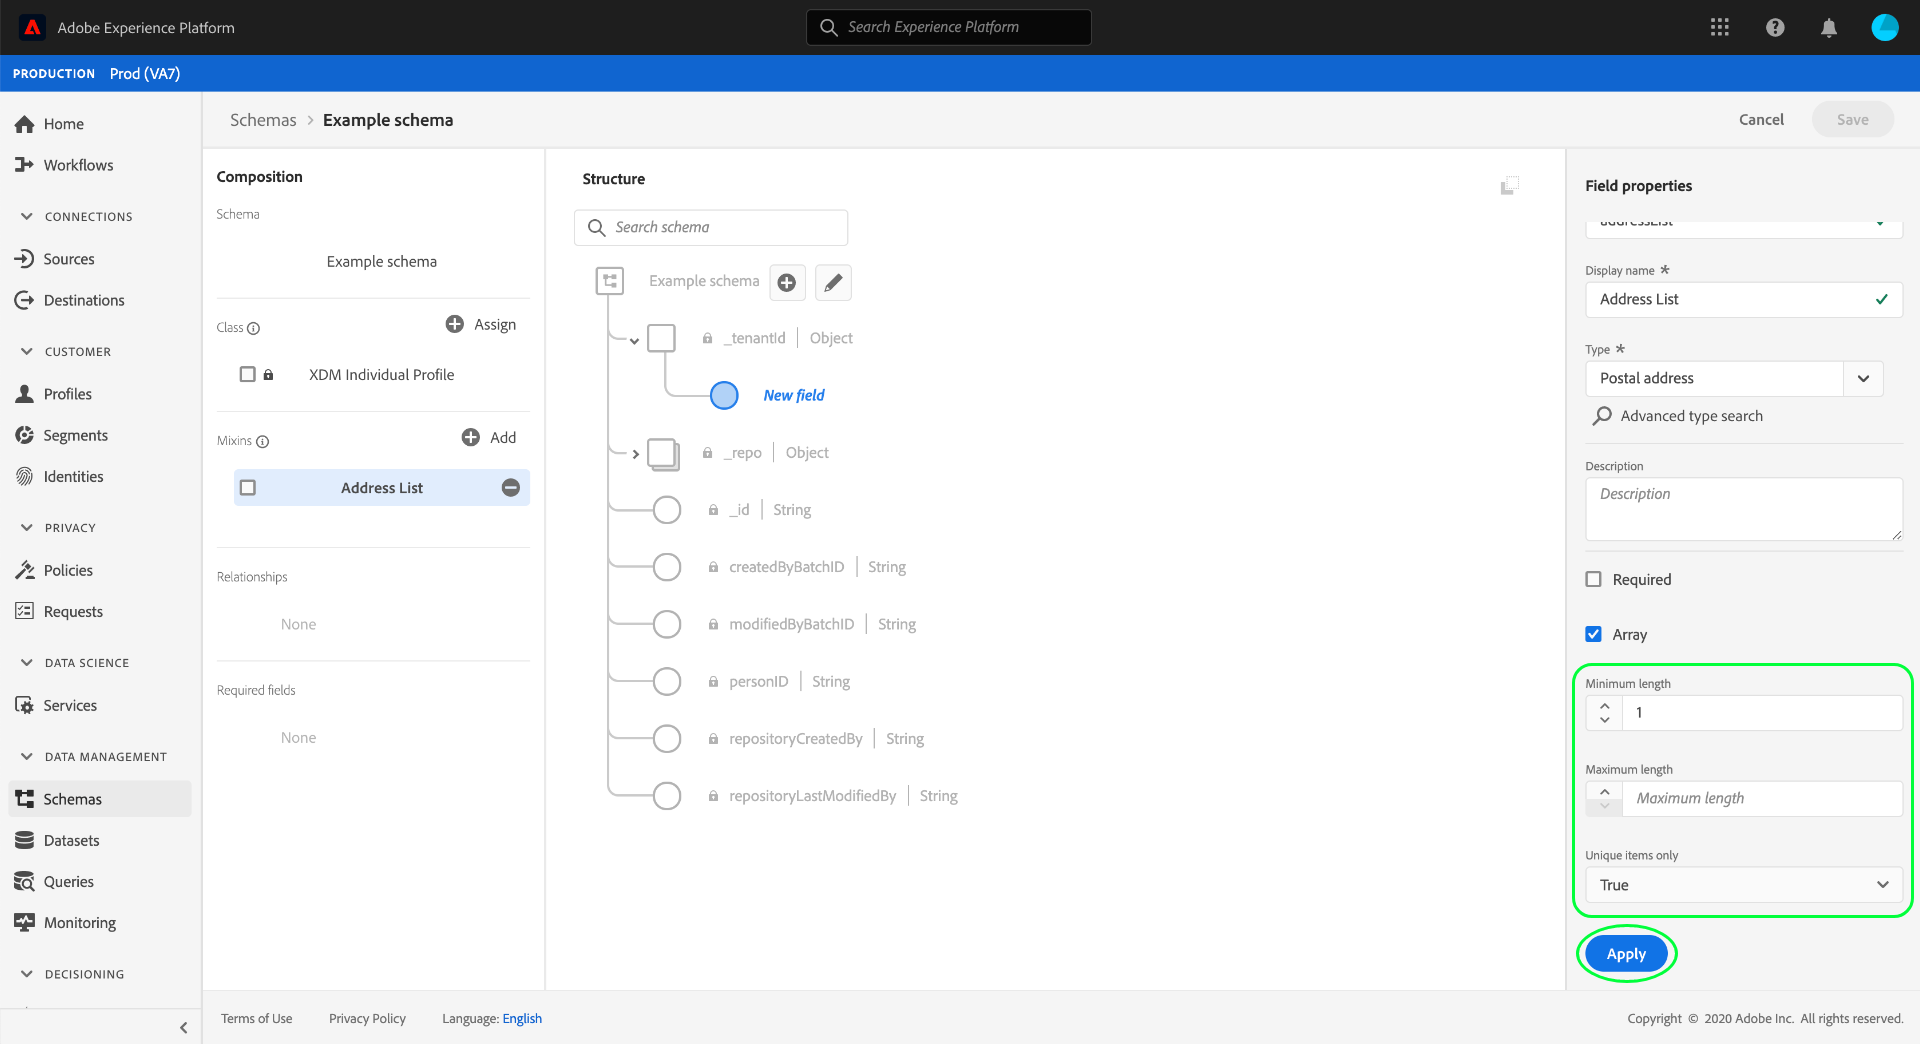 Adobe Experience Platform
Search Experience Platform
PRODUCTION Prod (VA7)
Home
Workflows
CONNECTIONS
Sources
Destinations
CUSTOMER
Profiles
Segments
Identities
PRIVACY
Policies
Requests
DATA SCIENCE
Services
DATA MANAGEMENT
Schemas
Datasets
Queries
Monitoring
DECISIONING
Schemas > Example schema
Cancel
Save
Composition
Schema
Example schema
Class
Assign
XDM Individual Profile
Mixins
Add
Address List
Relationships
None
Required fields
None
Structure
Search schema
Example schema
_tenantId | Object
New field
_repo | Object
_id | String
createdByBatchID | String
modifiedByBatchID | String
personID | String
repositoryCreatedBy | String
repositoryLastModifiedBy | String
Field properties
addressList
Display name *
Address List
Type *
Postal address
Advanced type search
Description
Description
Required
Array
Minimum length
1
Maximum length
Maximum length
Unique items only
True
Apply
Terms of Use
Privacy Policy
Language: English
Copyright © 2020 Adobe Inc. All rights reserved.